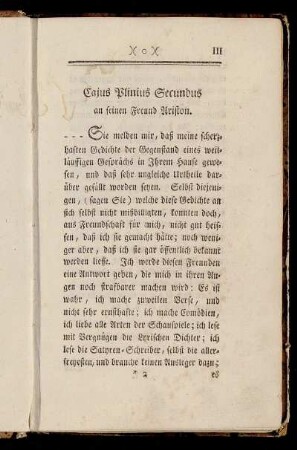 )( o )( III
Cajus Plinius Secundus
an seinen Freund Ariston.
- - - Sie melden mir, daß meine scherz-
haften Gedichte der Gegenstand eines weit-
läufigen Gesprächs in Ihrem Hause gewe-
sen, und daß sehr ungleiche Urtheile dar-
über gefällt worden seyen. Selbst diejeni-
gen, (sagen Sie) welche diese Gedichte an
sich selbst nicht mißbilligten, konnten doch,
aus Freundschaft für mich, nicht gut heis-
sen, daß ich sie gemacht hätte; noch weni-
ger aber, daß ich sie gar öffentlich bekannt
werden ließe. Ich werde diesen Freunden
eine Antwort geben, die mich in ihren Au-
gen noch strafbarer machen wird: Es ist
wahr, ich mache zuweilen Verse, und
nicht sehr ernsthafte; ich mache Comödien,
ich liebe alle Arten der Schauspiele; ich lese
mit Vergnügen die Lyrischen Dichter; ich
lese die Satyren-Schreiber, selbst die aller-
freyesten, und brauche keinen Ausleger dazu;
2 es